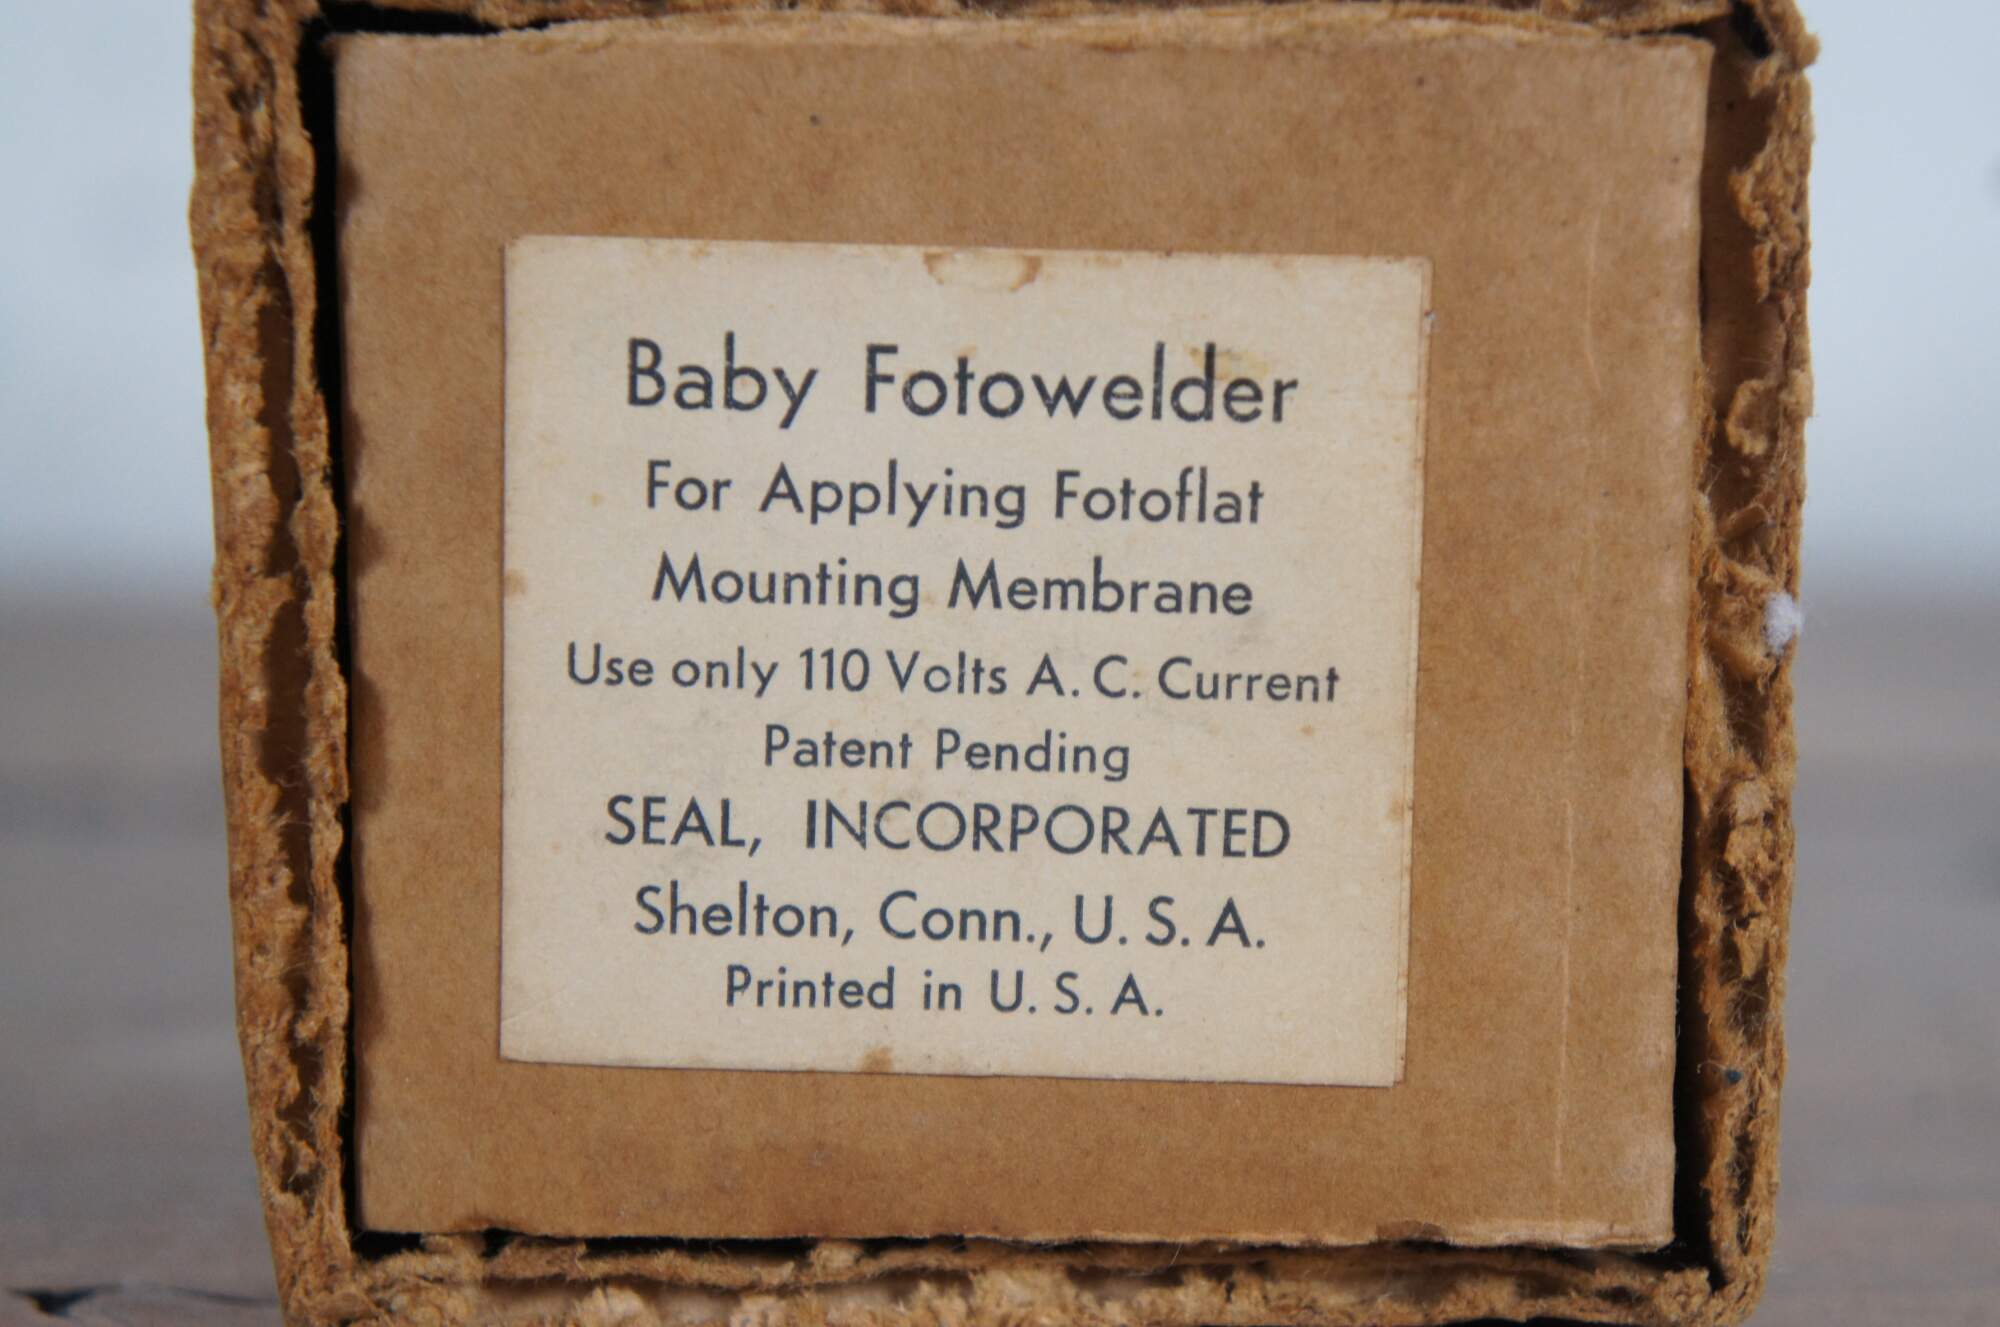 Baby Fotowelder
For Applying Fotoflat
Mounting Membrane
Use only 110 Volts A. C. Current
Patent Pending
SEAL, INCORPORATED
Shelton, Conn., U. S. A.
Printed in U. S. A.